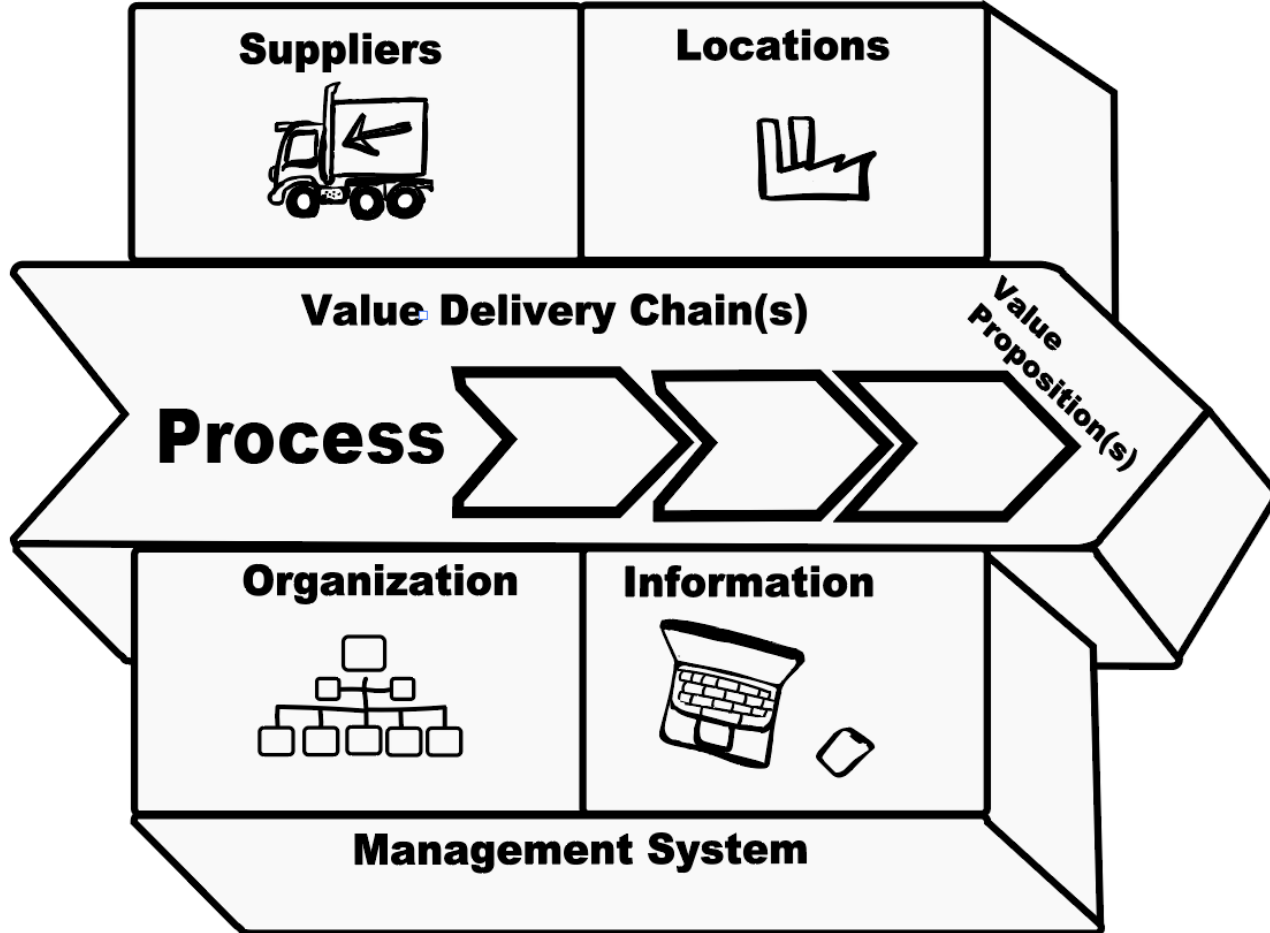 Suppliers
Locations
Value Delivery Chain(s)
Value
Proposition(s)
Process
Organization
Information
Management System